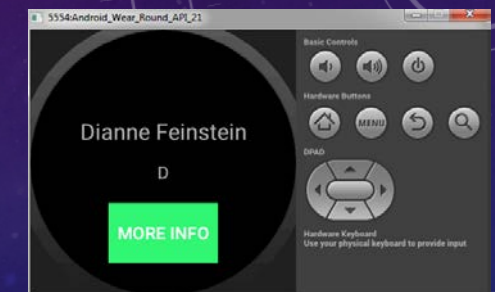 5554:Android_Wear_Round_API_21
Basic Controls
Hardware Buttons
MENU
DPAD
Dianne Feinstein
D
MORE INFO
Hardware Keyboard
Use your physical keyboard to provide input